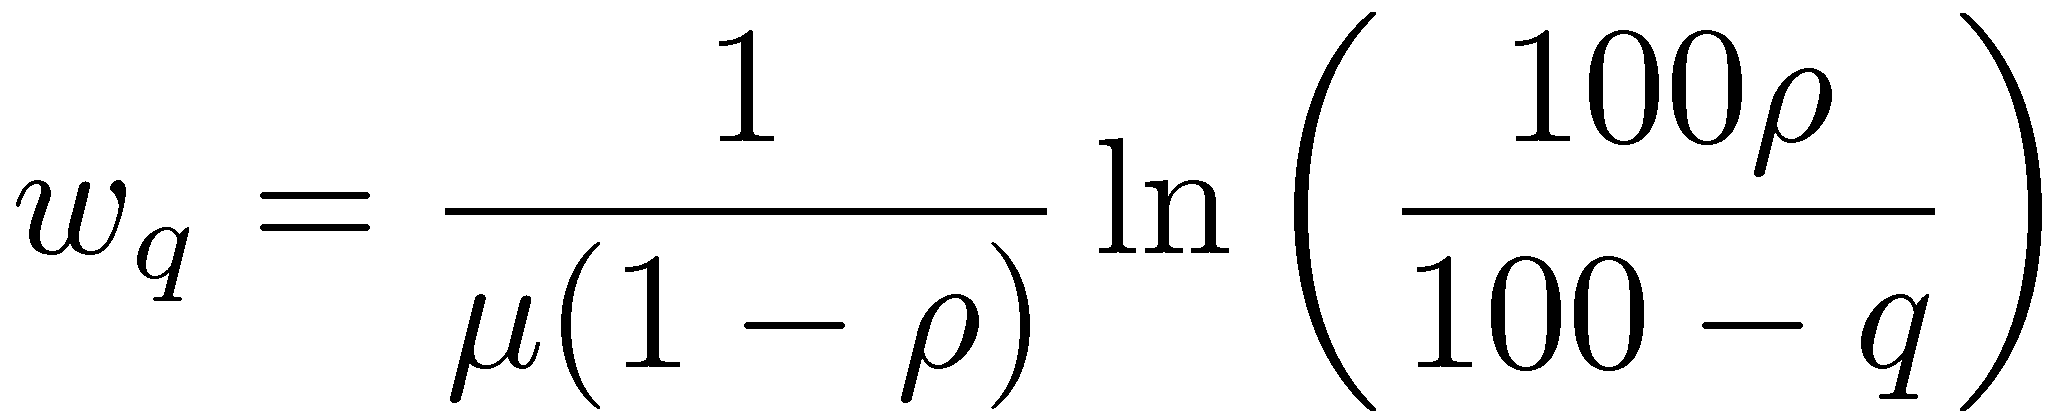 w_q = \frac{1}{\mu(1-\rho)} \ln \left( \frac{100\rho}{100-q} \right)